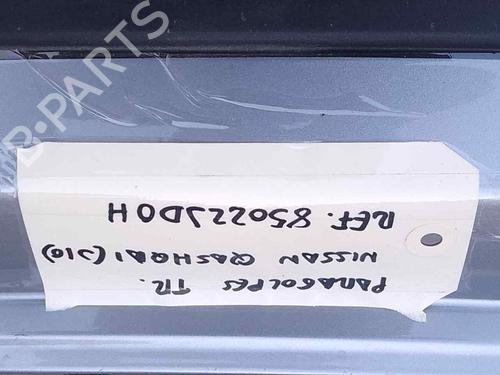 PARAGOLPES TR.
NISSAN QASHQAI (J10)
REF. 85022JD0H
B-PARTS